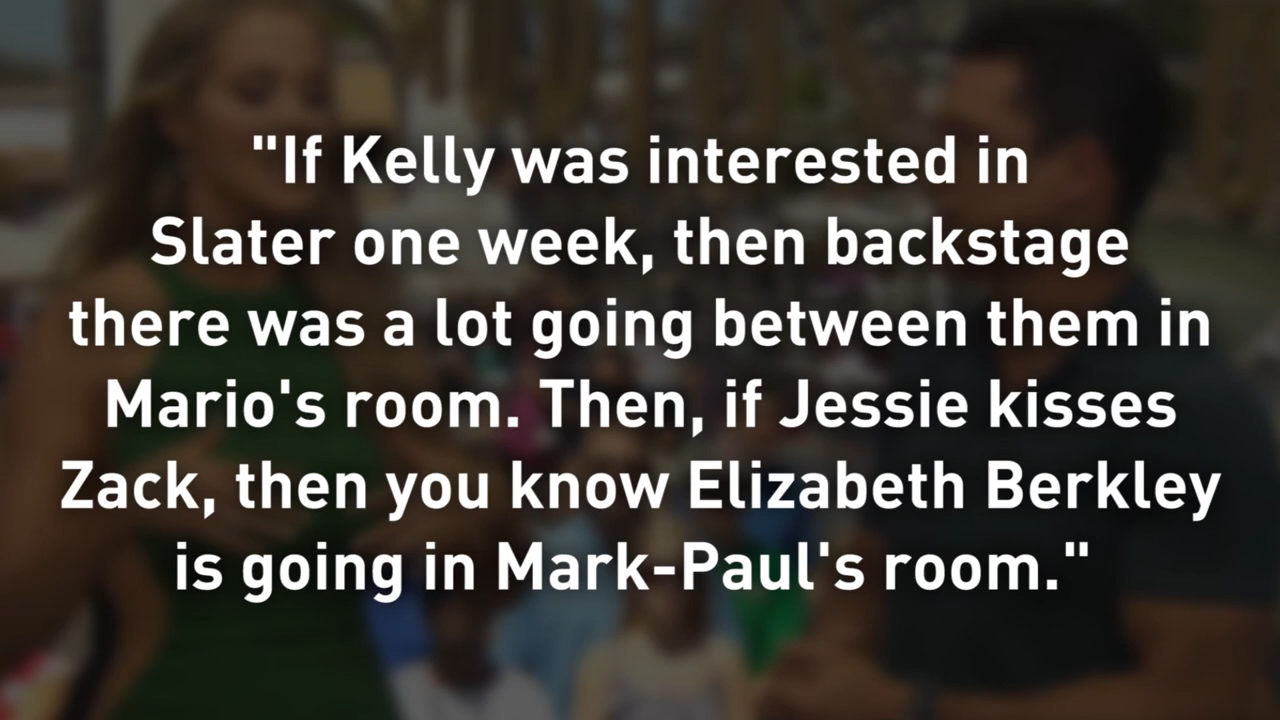 "If Kelly was interested in
Slater one week, then backstage
there was a lot going between them in
Mario's room. Then, if Jessie kisses
Zack, then you know Elizabeth Berkley
is going in Mark-Paul's room."